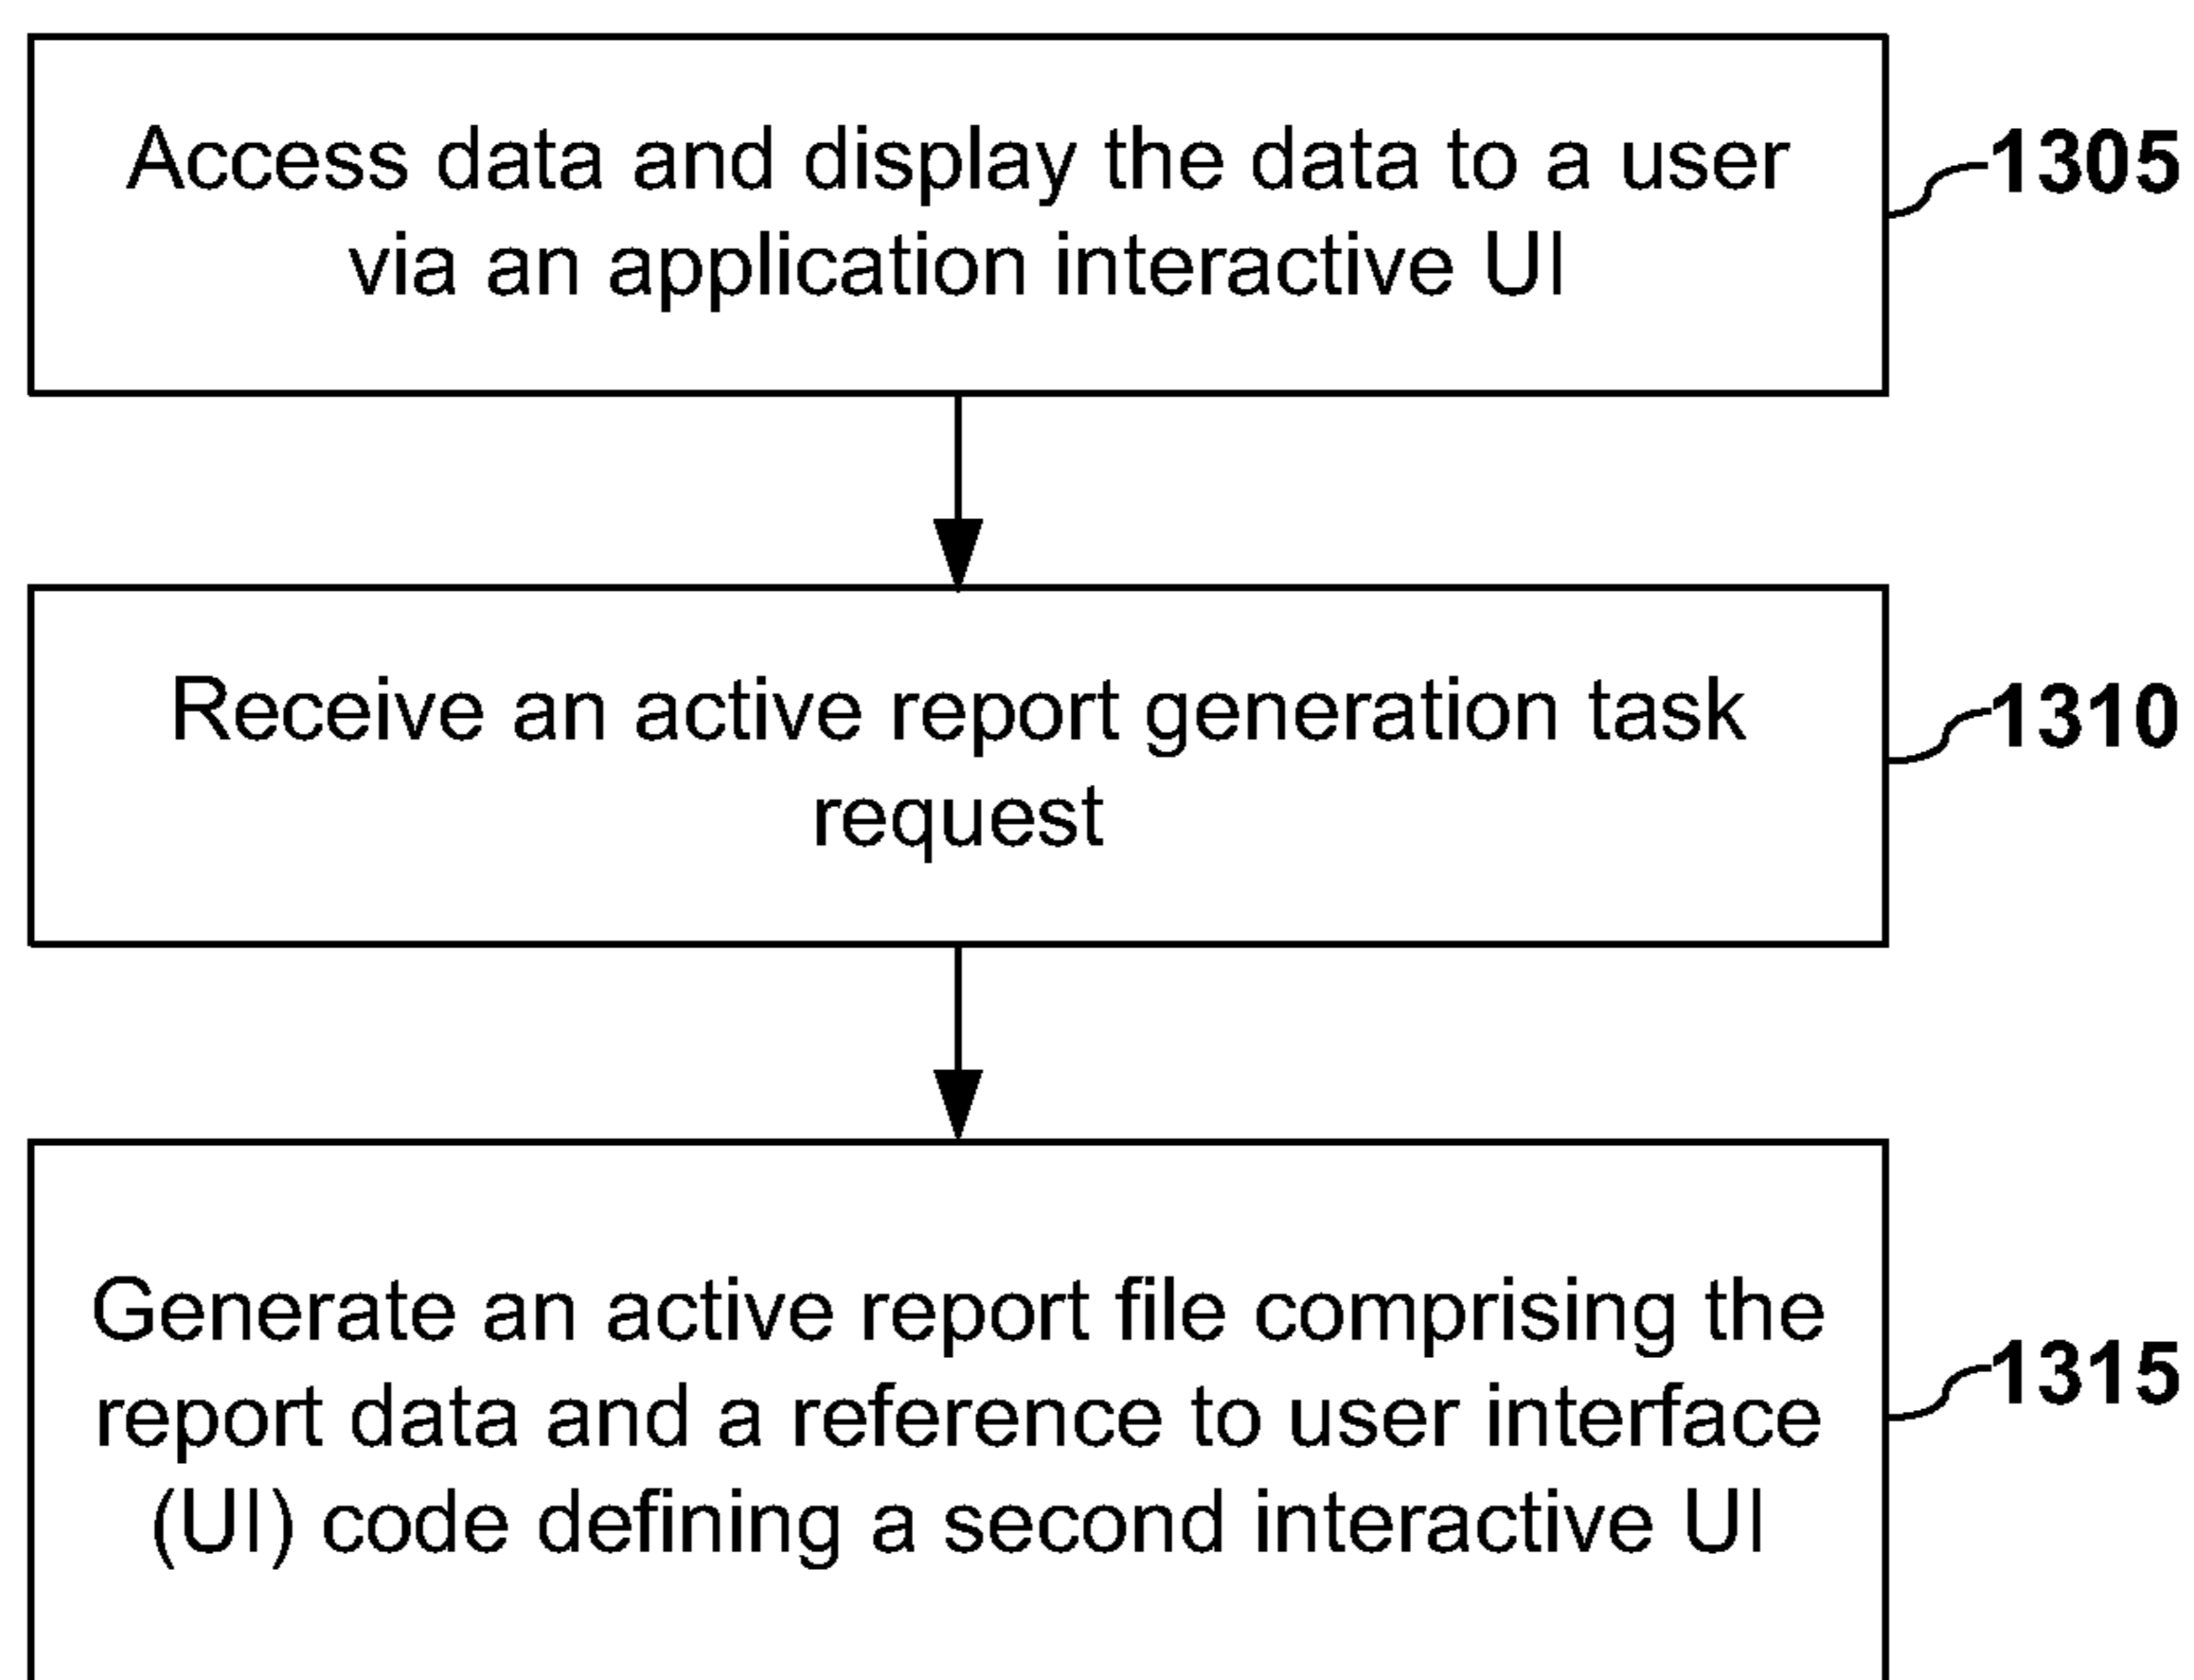 Access data and display the data to a user
via an application interactive UI
1305
Receive an active report generation task
request
1310
Generate an active report file comprising the
report data and a reference to user interface
(UI) code defining a second interactive UI
1315